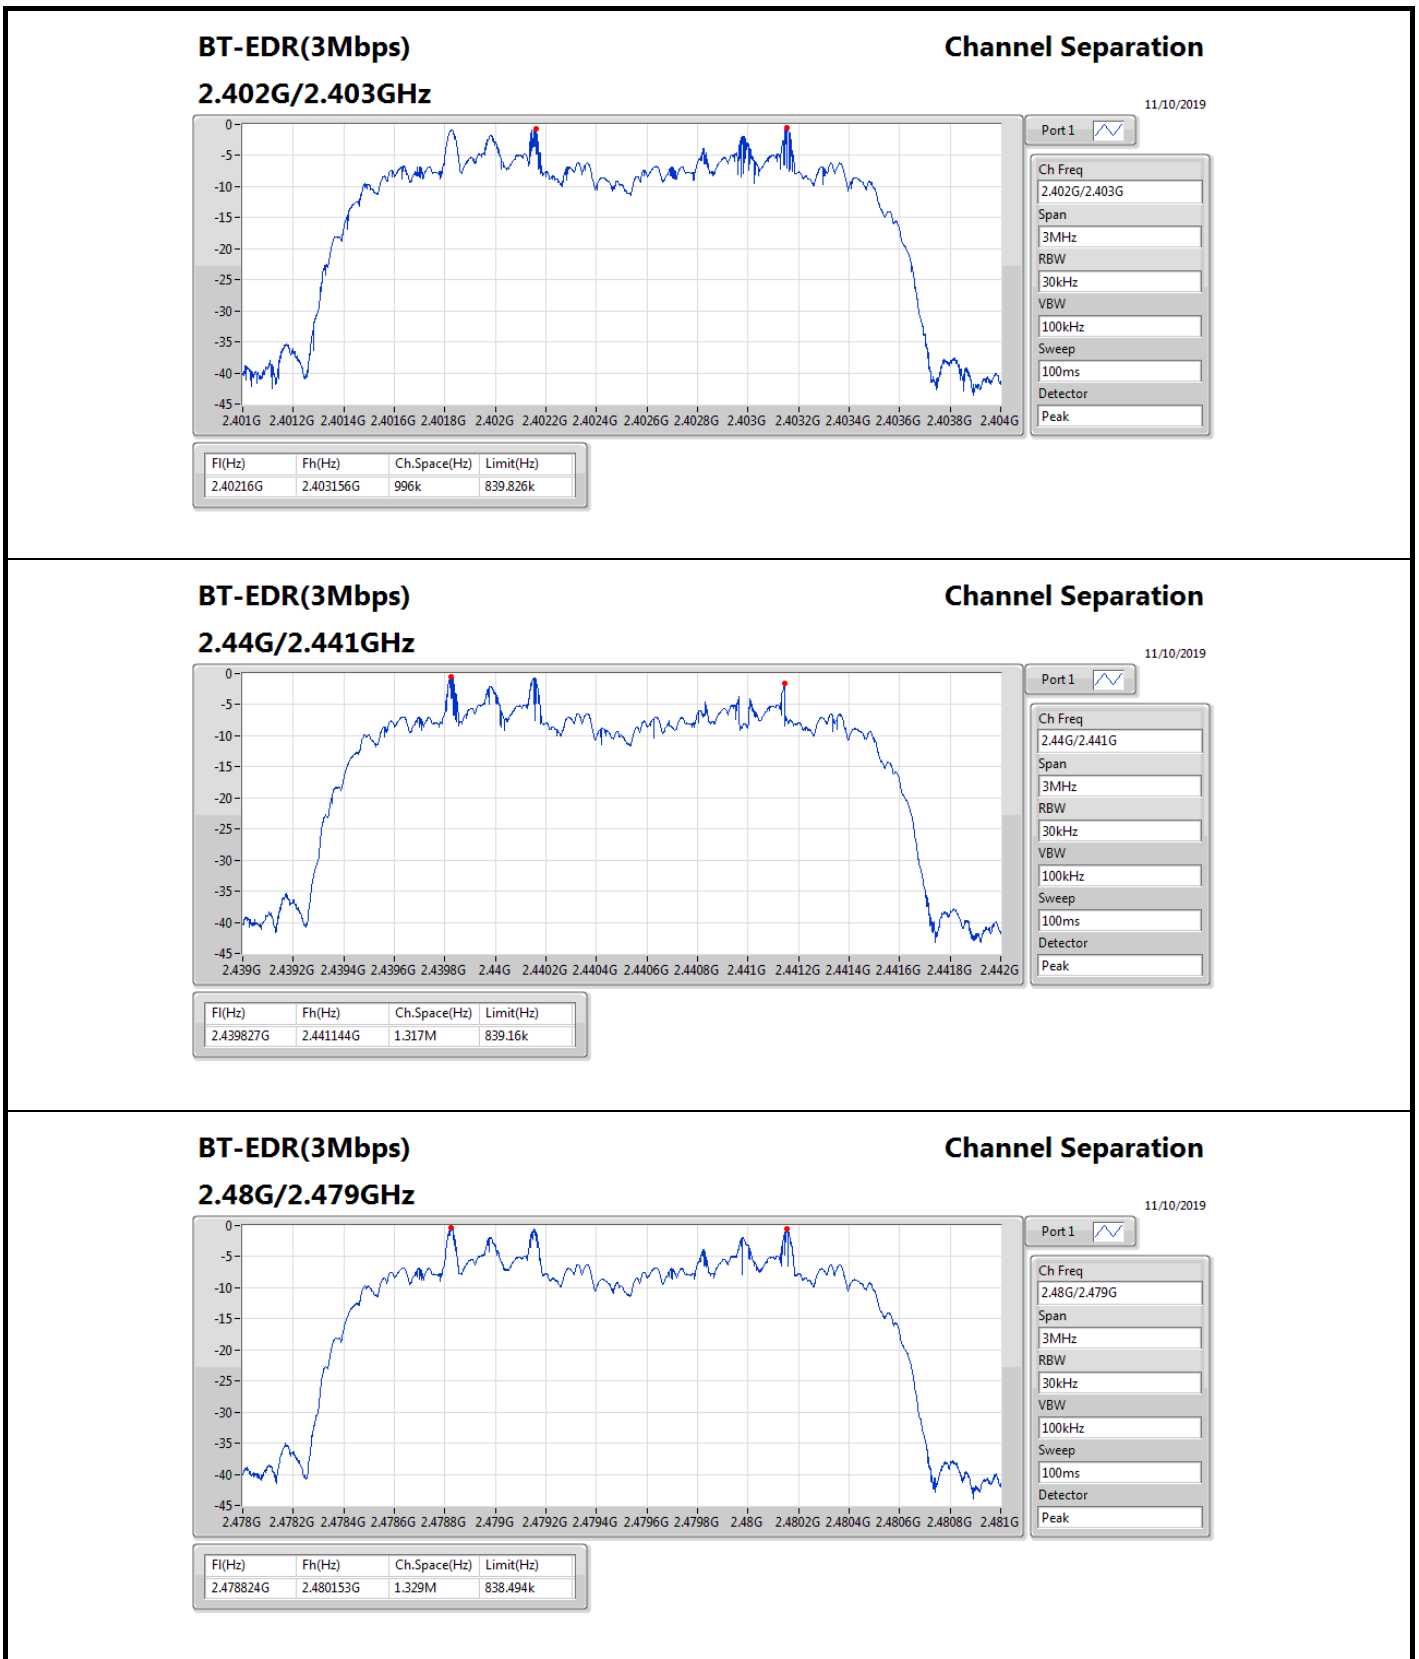 BT-EDR(3Mbps) Channel Separation
2.402G/2.403GHz
11/10/2019
Port 1
0
-5
-10
-15
-20
-25
-30
-35
-40
-45
2.401G 2.4012G 2.4014G 2.4016G 2.4018G 2.402G 2.4022G 2.4024G 2.4026G 2.4028G 2.403G 2.4032G 2.4034G 2.4036G 2.4038G 2.404G
Ch Freq
2.402G/2.403G
Span
3MHz
RBW
30kHz
VBW
100kHz
Sweep
100ms
Detector
Peak
Fl(Hz) Fh(Hz) Ch.Space(Hz) Limit(Hz)
2.40216G 2.403156G 996k 839.826k
BT-EDR(3Mbps) Channel Separation
2.44G/2.441GHz
11/10/2019
Port 1
0
-5
-10
-15
-20
-25
-30
-35
-40
-45
2.439G 2.4392G 2.4394G 2.4396G 2.4398G 2.44G 2.4402G 2.4404G 2.4406G 2.4408G 2.441G 2.4412G 2.4414G 2.4416G 2.4418G 2.442G
Ch Freq
2.44G/2.441G
Span
3MHz
RBW
30kHz
VBW
100kHz
Sweep
100ms
Detector
Peak
Fl(Hz) Fh(Hz) Ch.Space(Hz) Limit(Hz)
2.439827G 2.441144G 1.317M 839.16k
BT-EDR(3Mbps) Channel Separation
2.48G/2.479GHz
11/10/2019
Port 1
0
-5
-10
-15
-20
-25
-30
-35
-40
-45
2.478G 2.4782G 2.4784G 2.4786G 2.4788G 2.479G 2.4792G 2.4794G 2.4796G 2.4798G 2.48G 2.4802G 2.4804G 2.4806G 2.4808G 2.481G
Ch Freq
2.48G/2.479G
Span
3MHz
RBW
30kHz
VBW
100kHz
Sweep
100ms
Detector
Peak
Fl(Hz) Fh(Hz) Ch.Space(Hz) Limit(Hz)
2.478824G 2.480153G 1.329M 838.494k